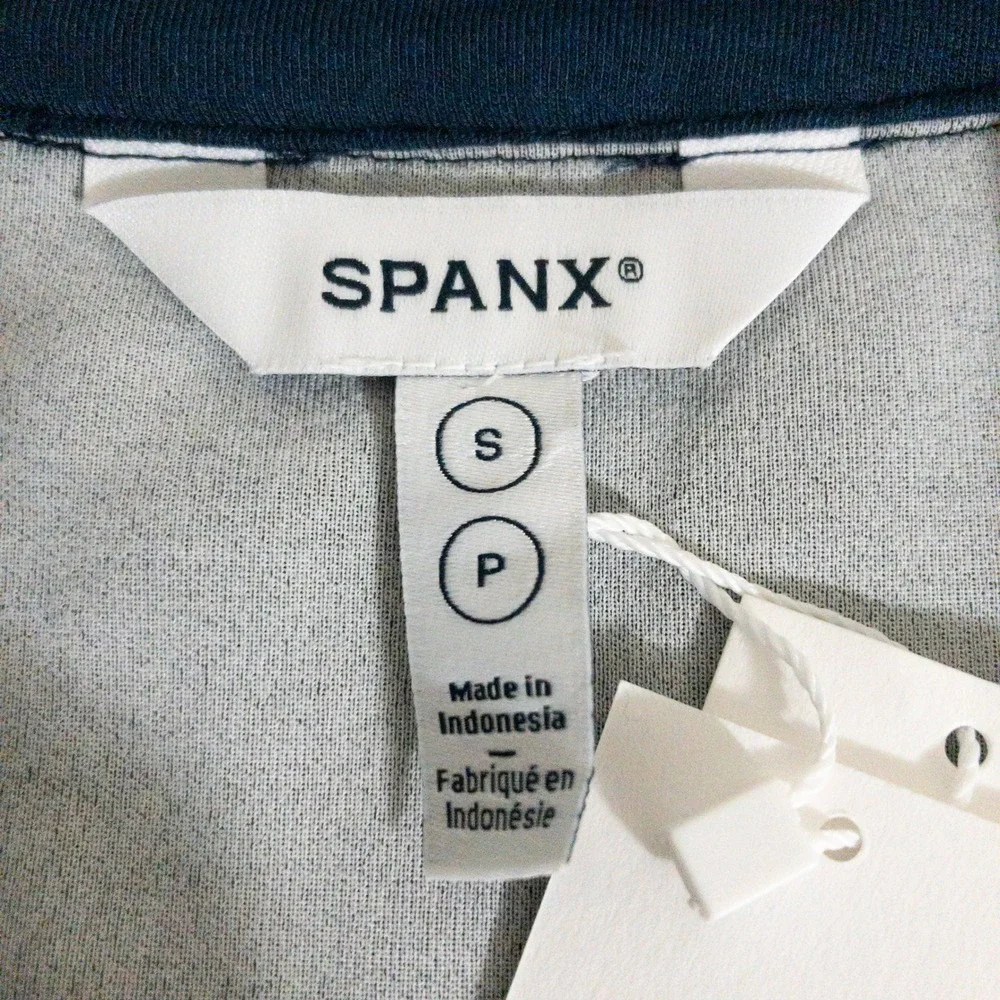 SPANX®
S
P
Made in
Indonesia
–
Fabriqué en
Indonésie